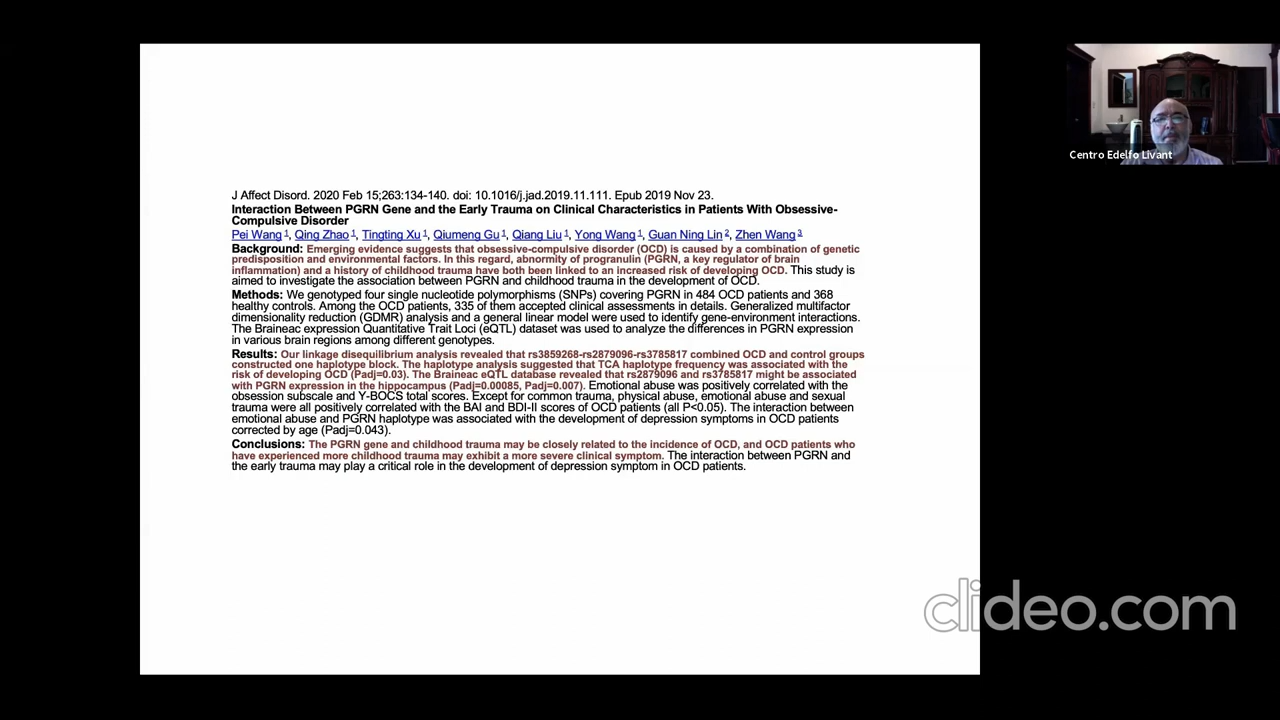 J Affect Disord. 2020 Feb 15;263:134-140. doi: 10.1016/j.jad.2019.11.111. Epub 2019 Nov 23.
Interaction Between PGRN Gene and the Early Trauma on Clinical Characteristics in Patients With Obsessive-
Compulsive Disorder
Pei Wang 1, Qing Zhao 1, Tingting Xu 1, Qiumeng Gu 1, Qiang Liu 1, Yong Wang 1, Guan Ning Lin 2, Zhen Wang 3
Background: Emerging evidence suggests that obsessive-compulsive disorder (OCD) is caused by a combination of genetic
predisposition and environmental factors. In this regard, abnormity of progranulin (PGRN, a key regulator of brain
inflammation) and a history of childhood trauma have both been linked to an increased risk of developing OCD. This study is
aimed to investigate the association between PGRN and childhood trauma in the development of OCD.
Methods: We genotyped four single nucleotide polymorphisms (SNPs) covering PGRN in 484 OCD patients and 368
healthy controls. Among the OCD patients, 335 of them accepted clinical assessments in details. Generalized multifactor
dimensionality reduction (GDMR) analysis and a general linear model were used to identify gene-environment interactions.
The Braineac expression Quantitative Trait Loci (eQTL) dataset was used to analyze the differences in PGRN expression
in various brain regions among different genotypes.
Results: Our linkage disequilibrium analysis revealed that rs3859268-rs2879096-rs3785817 combined OCD and control groups
constructed one haplotype block. The haplotype analysis suggested that TCA haplotype frequency was associated with the
risk of developing OCD (Padj=0.03). The Braineac eQTL database revealed that rs2879096 and rs3785817 might be associated
with PGRN expression in the hippocampus (Padj=0.00085, Padj=0.007). Emotional abuse was positively correlated with the
obsession subscale and Y-BOCS total scores. Except for common trauma, physical abuse, emotional abuse and sexual
trauma were all positively correlated with the BAI and BDI-II scores of OCD patients (all P<0.05). The interaction between
emotional abuse and PGRN haplotype was associated with the development of depression symptoms in OCD patients
corrected by age (Padj=0.043).
Conclusions: The PGRN gene and childhood trauma may be closely related to the incidence of OCD, and OCD patients who
have experienced more childhood trauma may exhibit a more severe clinical symptom. The interaction between PGRN and
the early trauma may play a critical role in the development of depression symptom in OCD patients.
Centro Edelfo Livant
clideo.com